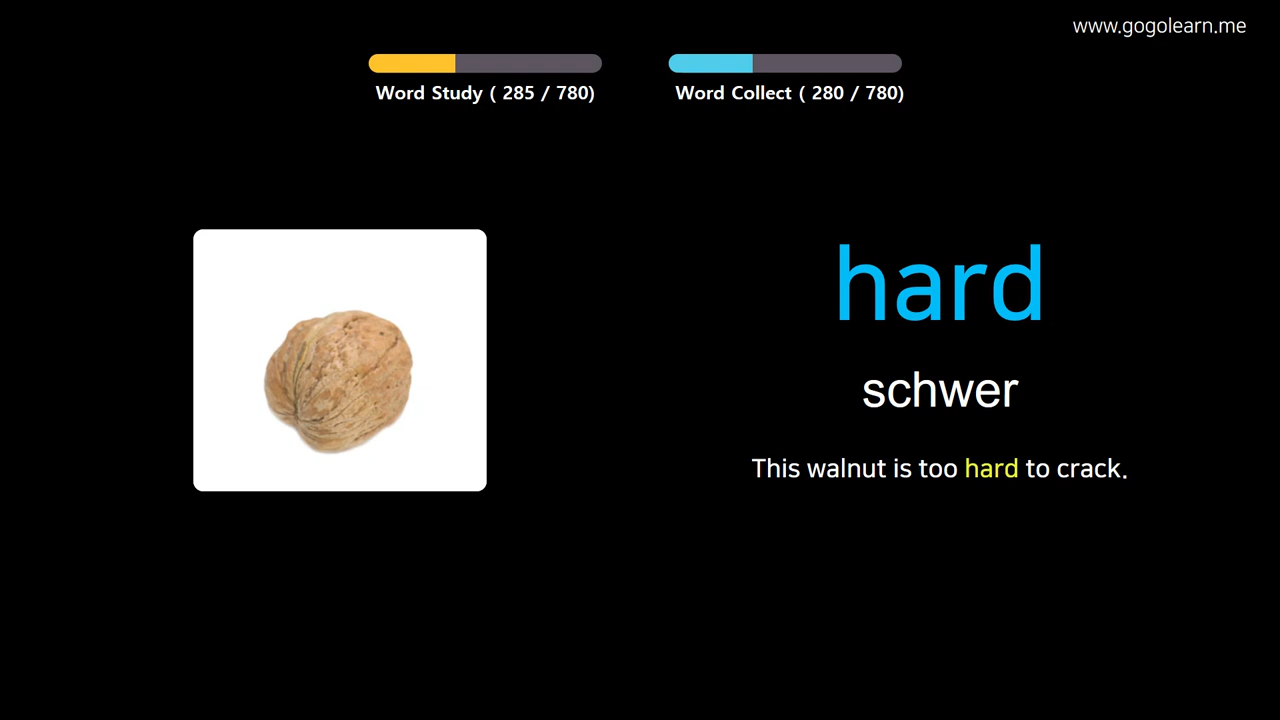 www.gogolearn.me
Word Study ( 285 / 780)
Word Collect ( 280 / 780)
hard
schwer
This walnut is too hard to crack.